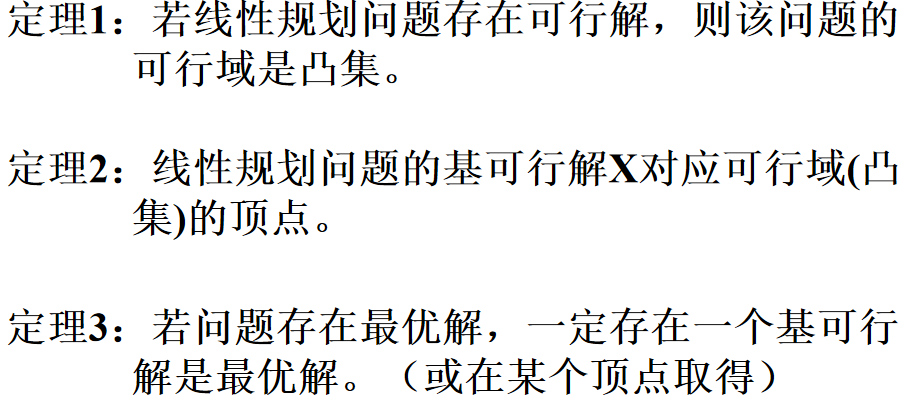 定理1：若线性规划问题存在可行解，则该问题的
可行域是凸集。
定理2：线性规划问题的基可行解X对应可行域(凸
集)的顶点。
定理3：若问题存在最优解，一定存在一个基可行
解是最优解。（或在某个顶点取得）